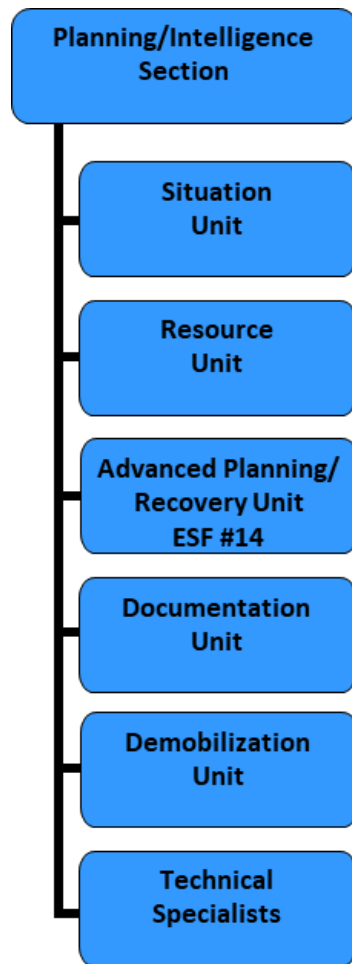 Planning/Intelligence
Section
Situation
Unit
Resource
Unit
Advanced Planning/
Recovery Unit
ESF #14
Documentation
Unit
Demobilization
Unit
Technical
Specialists